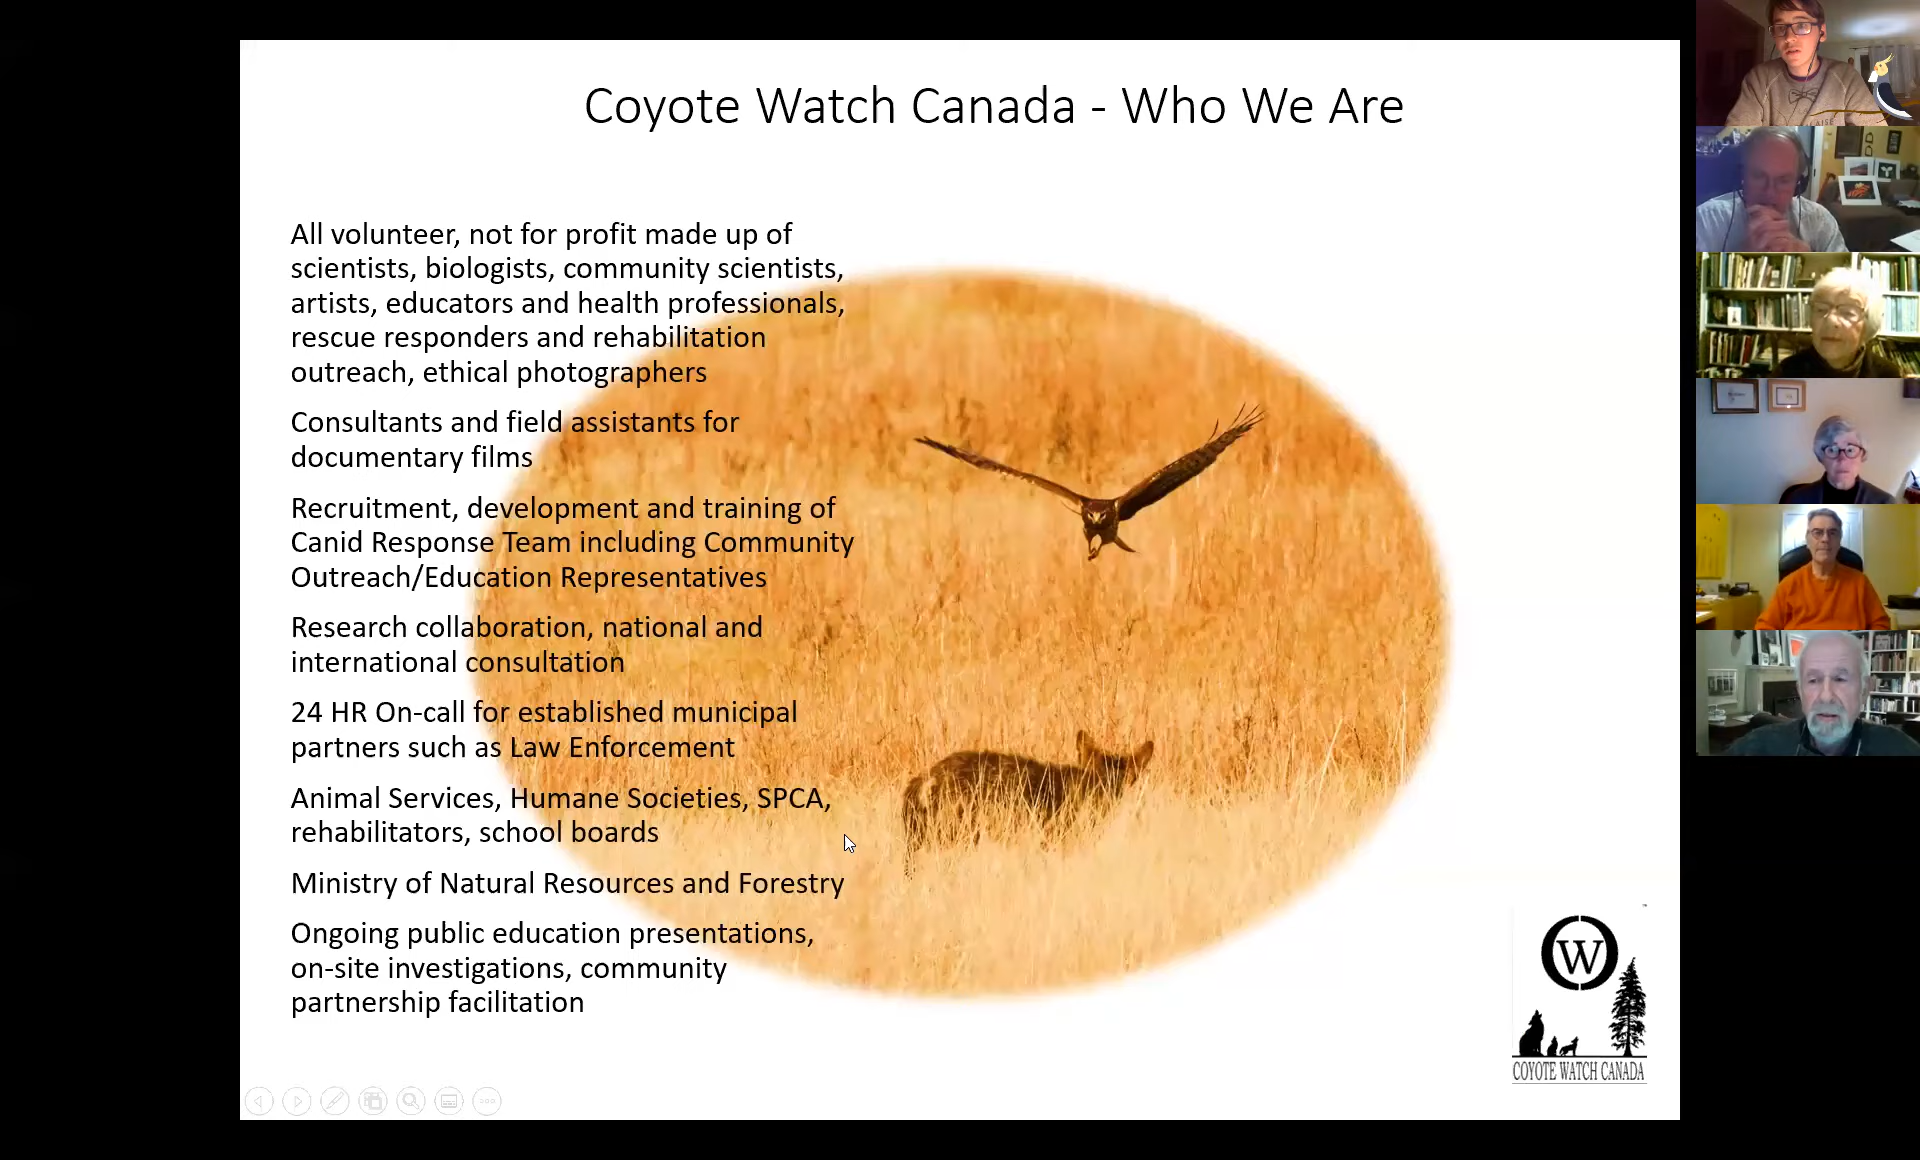 Coyote Watch Canada - Who We Are
All volunteer, not for profit made up of
scientists, biologists, community scientists,
artists, educators and health professionals,
rescue responders and rehabilitation
outreach, ethical photographers
Consultants and field assistants for
documentary films
Recruitment, development and training of
Canid Response Team including Community
Outreach/Education Representatives
Research collaboration, national and
international consultation
24 HR On-call for established municipal
partners such as Law Enforcement
Animal Services, Humane Societies, SPCA,
rehabilitators, school boards
Ministry of Natural Resources and Forestry
Ongoing public education presentations,
on-site investigations, community
partnership facilitation
W
COYOTE WATCH CANADA